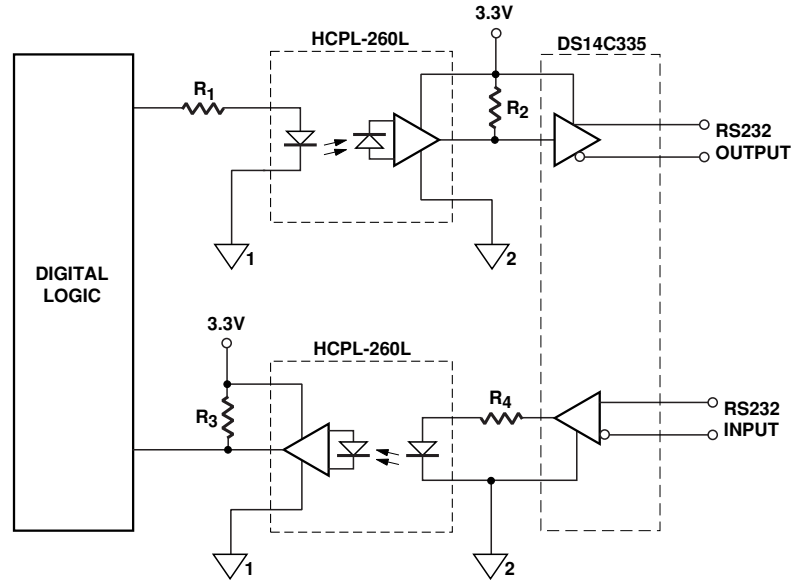 3.3V
HCPL-260L
DS14C335
R1
R2
RS232
OUTPUT
1
2
DIGITAL
LOGIC
3.3V
HCPL-260L
R3
R4
RS232
INPUT
1
2